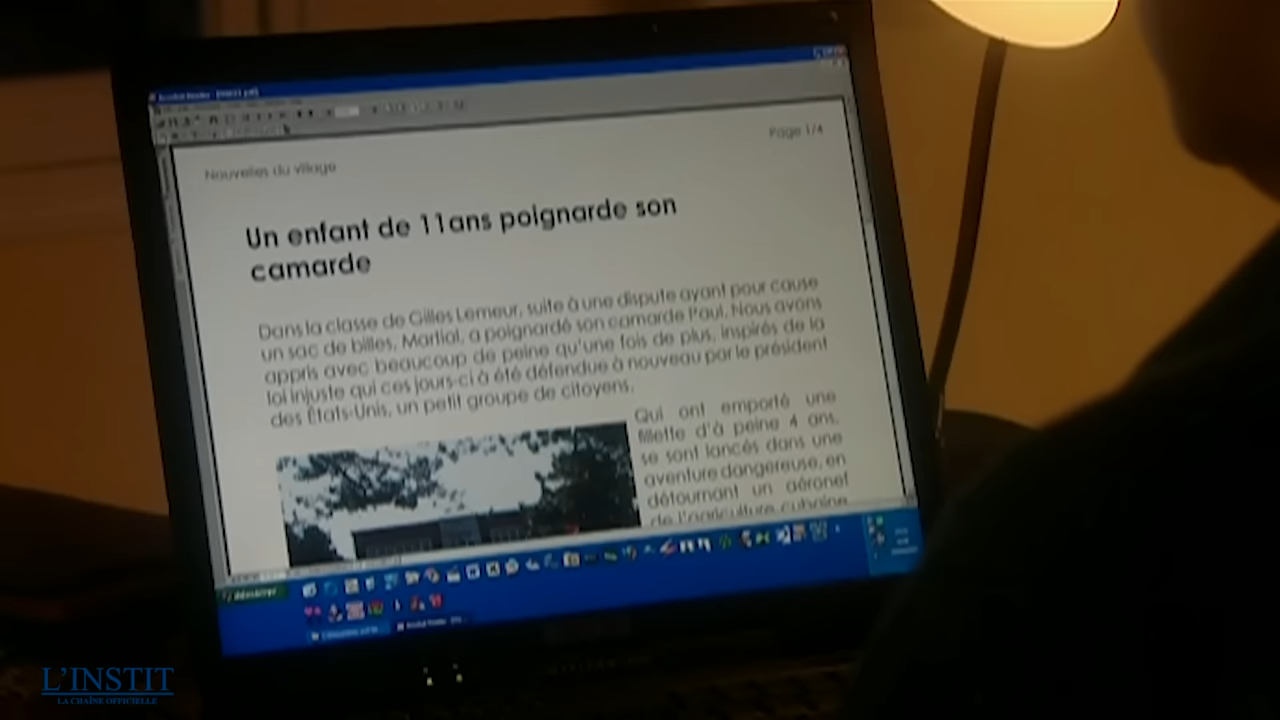 Page 1/4
Nouvelles du village
Un enfant de 11ans poignarde son
camarde
Dans la classe de Gilles Lemeur, suite à une dispute ayant pour cause
un sac de billes, Martial, a poignardé son camarde Paul. Nous avons
appris avec beaucoup de peine qu'une fois de plus, inspirés de la
loi injuste qui ces jours-ci à été défendue à nouveau par le président
des États-Unis, un petit groupe de citoyens.
Qui ont emporté une
fillette d'à peine 4 ans,
se sont lancés dans une
aventure dangereuse, en
détournant un aéronef
de l'agriculture cubaine
démarrer
L'INSTIT
LA CHAÎNE OFFICIELLE